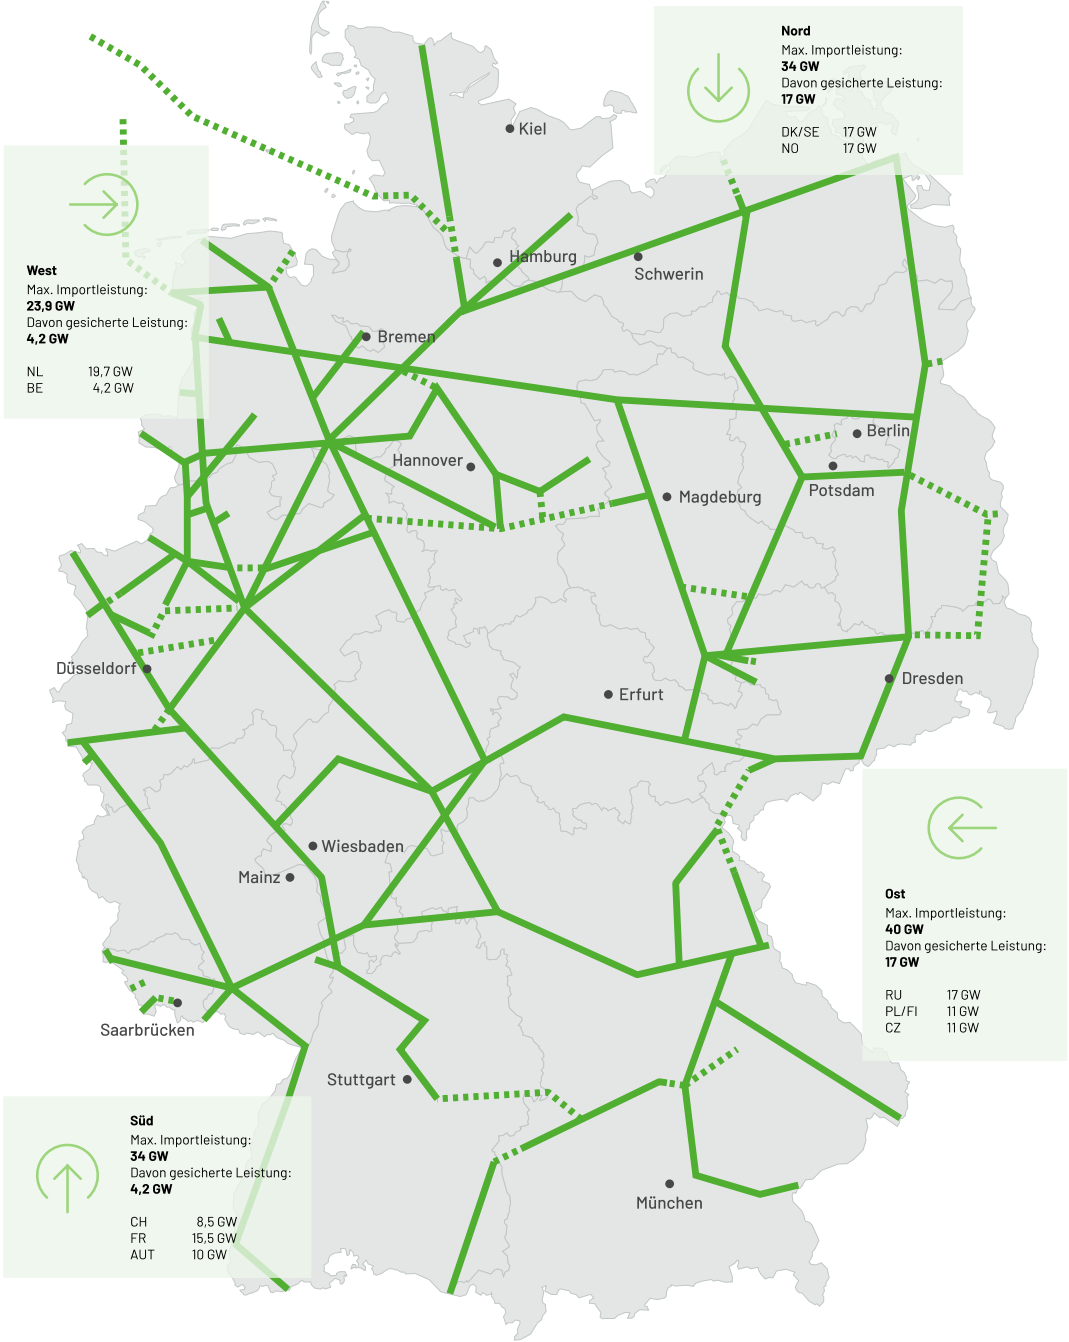 Nord
Max. Importleistung:
34 GW
Davon gesicherte Leistung:
17 GW
DK/SE 17 GW
NO 17 GW
Kiel
Hamburg
Schwerin
West
Max. Importleistung:
23,9 GW
Davon gesicherte Leistung:
4,2 GW
NL 19,7 GW
BE 4,2 GW
Bremen
Berlin
Hannover
Potsdam
Magdeburg
Düsseldorf
Erfurt
Dresden
Wiesbaden
Mainz
Ost
Max. Importleistung:
40 GW
Davon gesicherte Leistung:
17 GW
RU 17 GW
PL/FI 11 GW
CZ 11 GW
Saarbrücken
Stuttgart
Süd
Max. Importleistung:
34 GW
Davon gesicherte Leistung:
4,2 GW
CH 8,5 GW
FR 15,5 GW
AUT 10 GW
München